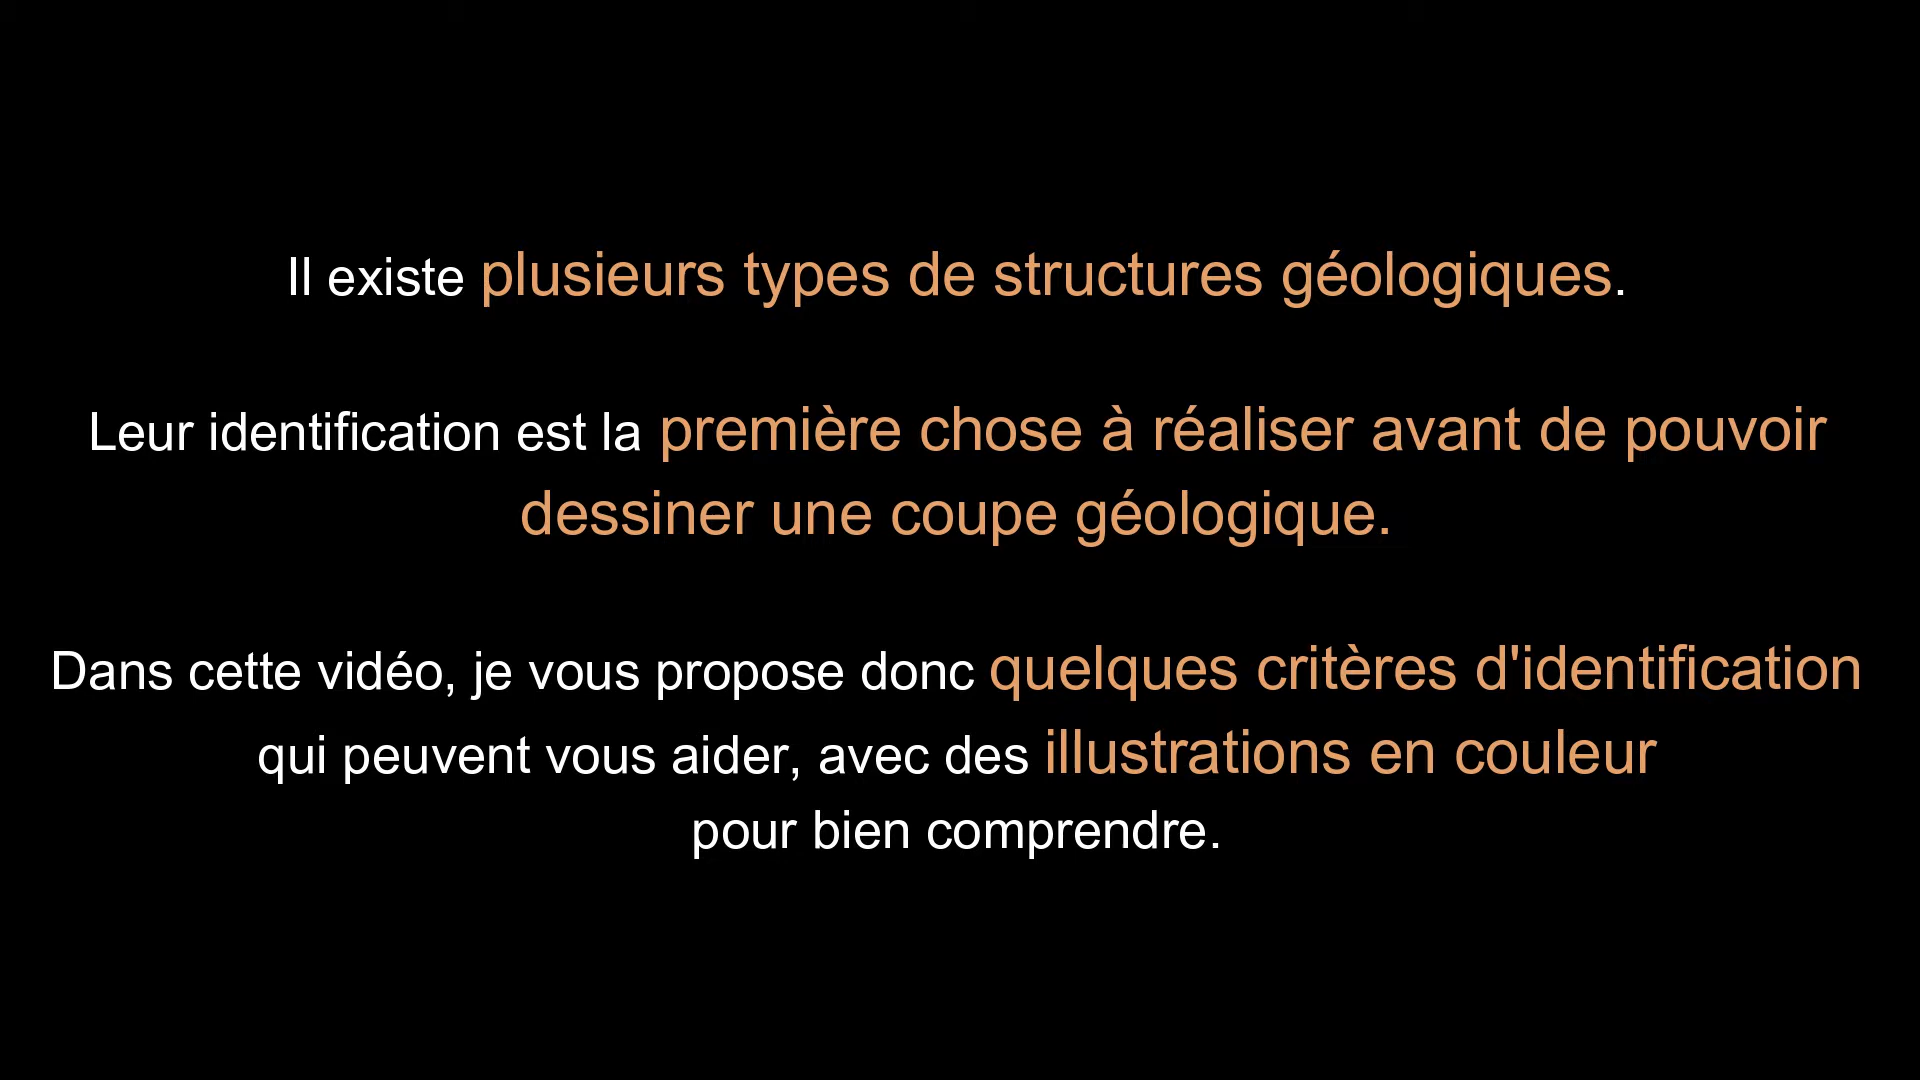 Il existe plusieurs types de structures géologiques.
Leur identification est la première chose à réaliser avant de pouvoir
dessiner une coupe géologique.
Dans cette vidéo, je vous propose donc quelques critères d'identification
qui peuvent vous aider, avec des illustrations en couleur
pour bien comprendre.